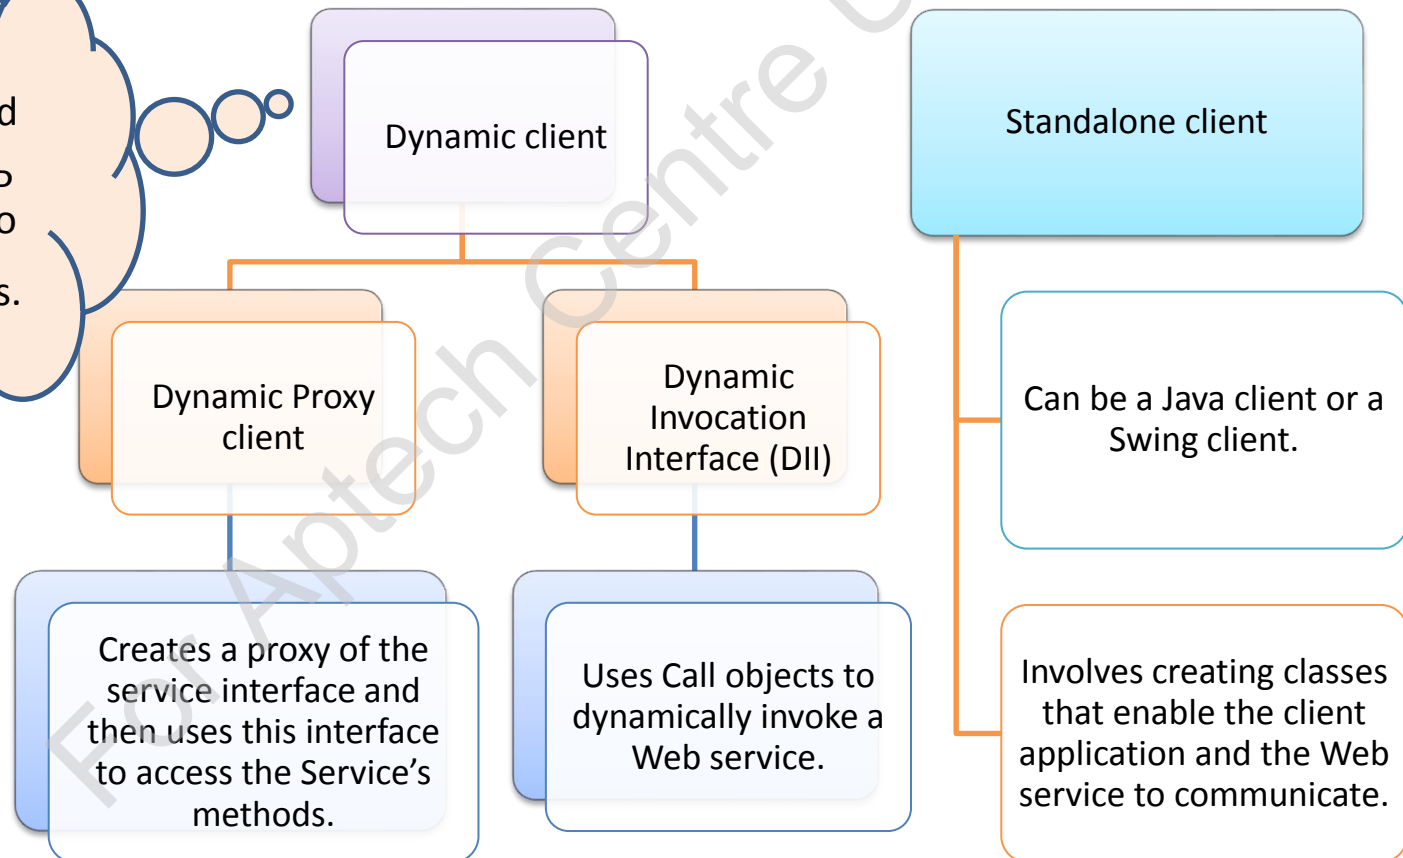 d
P
o
s.
Dynamic client
Standalone client
Dynamic Proxy
client
Dynamic
Invocation
Interface (DII)
Can be a Java client or a
Swing client.
Creates a proxy of the
service interface and
then uses this interface
to access the Service's
methods.
Uses Call objects to
dynamically invoke a
Web service.
Involves creating classes
that enable the client
application and the Web
service to communicate.
For Aptech Centre U